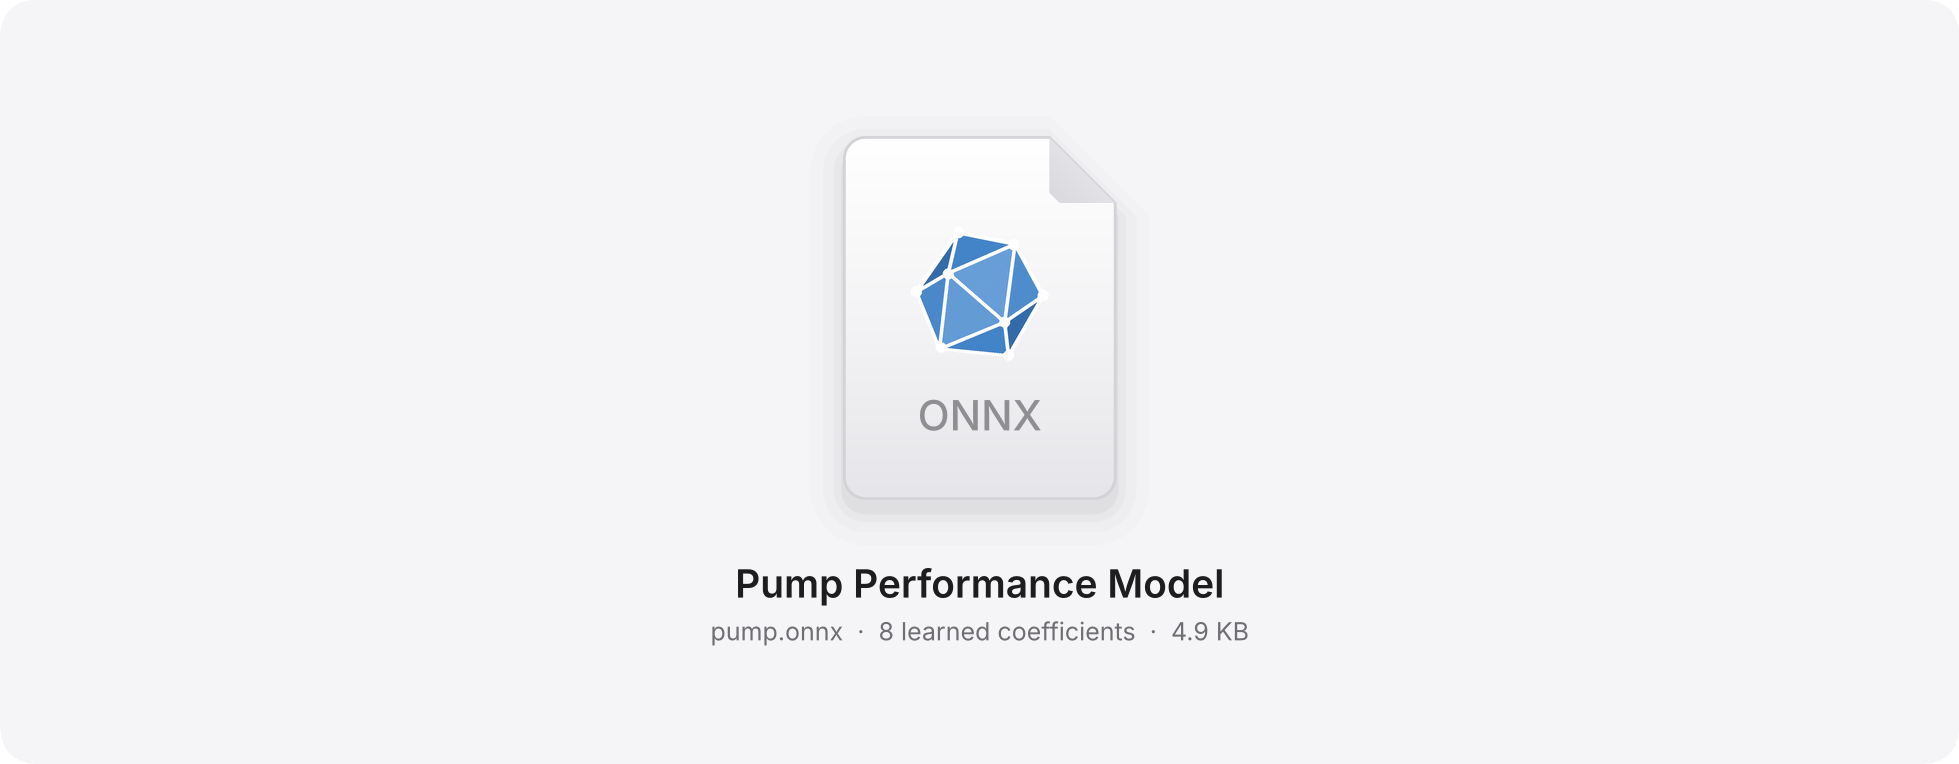 ONNX
Pump Performance Model
pump.onnx · 8 learned coefficients · 4.9 KB